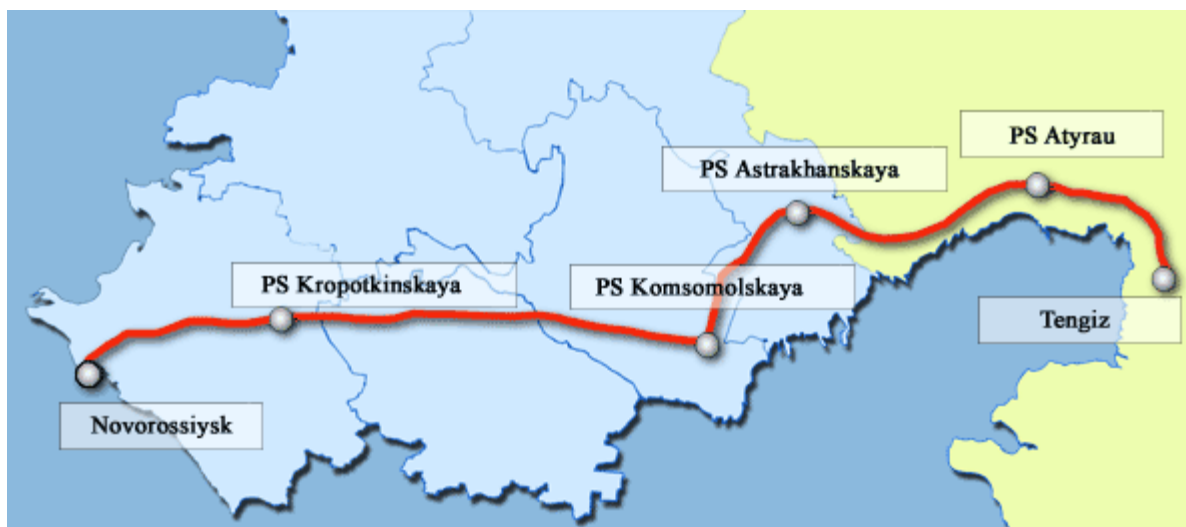 PS Atyrau
PS Astrakhanskaya
PS Kropotkinskaya
PS Komsomolskaya
Tengiz
Novorossiysk